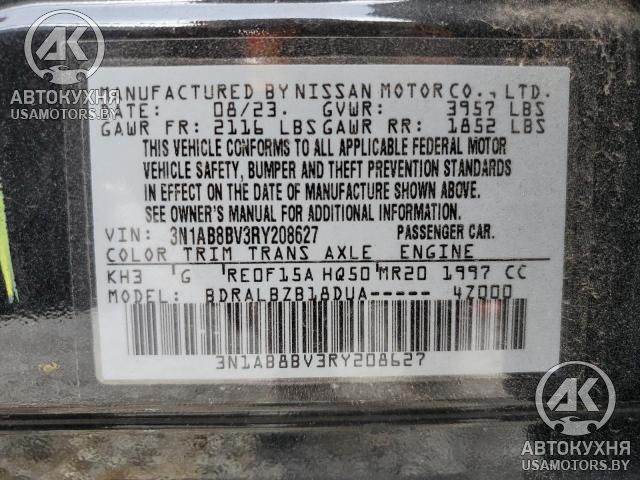 MANUFACTURED BY NISSAN MOTOR CO., LTD.
DATE: 08/23. GVWR: 3957 LBS
GAWR FR: 2116 LBS GAWR RR: 1852 LBS
THIS VEHICLE CONFORMS TO ALL APPLICABLE FEDERAL MOTOR
VEHICLE SAFETY, BUMPER AND THEFT PREVENTION STANDARDS
IN EFFECT ON THE DATE OF MANUFACTURE SHOWN ABOVE.
SEE OWNER'S MANUAL FOR ADDITIONAL INFORMATION.
VIN: 3N1AB8BV3RY208627 PASSENGER CAR.
COLOR TRIM TRANS AXLE ENGINE
KH3 G RE0F15A HQ50 MR20 1997 CC
MODEL: BDRALBZB18DUA----- 4Z000
3N1AB8BV3RY208627
АК
АВТОКУХНЯ
USAMOTORS.BY
АК
АВТОКУХНЯ
USAMOTORS.BY